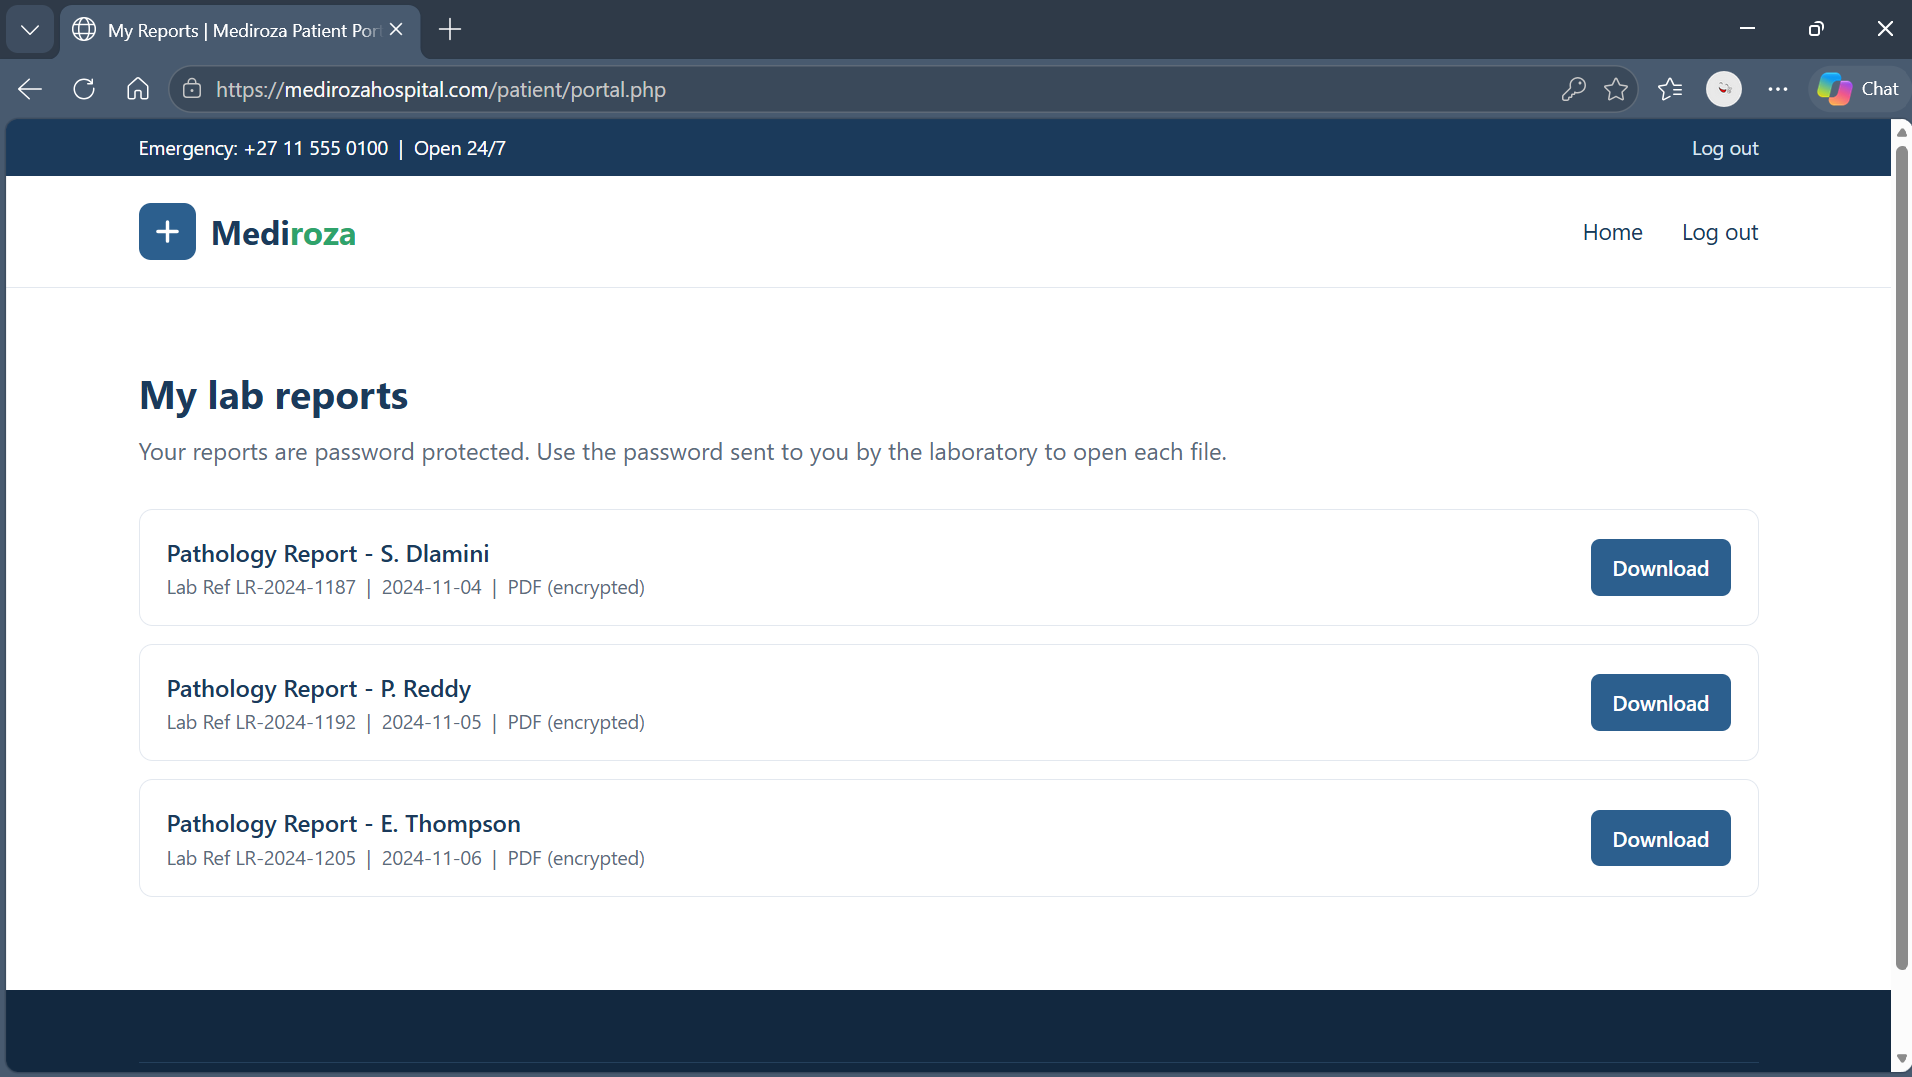 My Reports | Mediroza Patient Por
https://medirozahospital.com/patient/portal.php
Chat
Emergency: +27 11 555 0100 | Open 24/7
Log out
Mediroza
Home
Log out
My lab reports
Your reports are password protected. Use the password sent to you by the laboratory to open each file.
Pathology Report - S. Dlamini
Lab Ref LR-2024-1187 | 2024-11-04 | PDF (encrypted)
Download
Pathology Report - P. Reddy
Lab Ref LR-2024-1192 | 2024-11-05 | PDF (encrypted)
Download
Pathology Report - E. Thompson
Lab Ref LR-2024-1205 | 2024-11-06 | PDF (encrypted)
Download